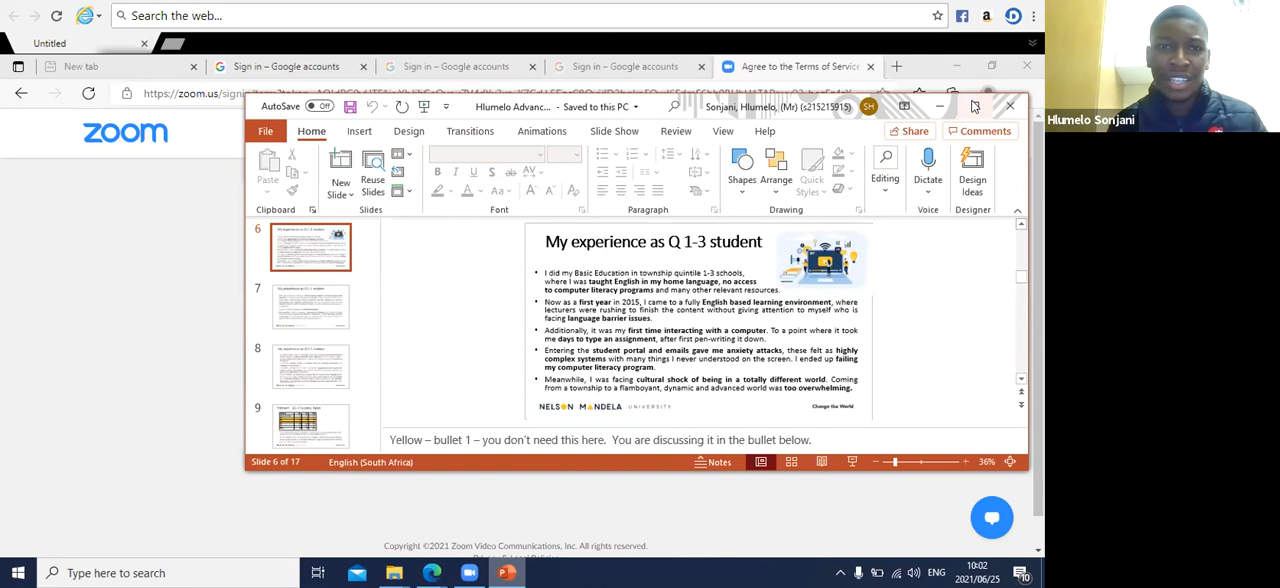 Search the web...
Untitled
New tab
Sign in – Google accounts
Sign in – Google accounts
Sign in – Google accounts
Agree to the Terms of Service
https://zoom.us/sign
zoom
AutoSave Off
Hlumelo Advanc... - Saved to this PC
Sonjani, Hlumelo, (Mr) (s215215915)
SH
File
Home
Insert
Design
Transitions
Animations
Slide Show
Review
View
Help
Share
Comments
Paste
New
Slide
Reuse
Slides
Shapes
Arrange
Quick
Styles
Editing
Dictate
Design
Ideas
Clipboard
Slides
Font
Paragraph
Drawing
Voice
Designer
6
7
8
9
My experience as Q 1-3 student
• I did my Basic Education in township quintile 1-3 schools,
where I was taught English in my home language, no access
to computer literacy programs and many other relevant resources.
• Now as a first year in 2015, I came to a fully English based learning environment, where
lecturers were rushing to finish the content without giving attention to myself who is
facing language barrier issues.
• Additionally, it was my first time interacting with a computer. To a point where it took
me days to type an assignment, after first pen-writing it down.
• Entering the student portal and emails gave me anxiety attacks, these felt as highly
complex systems with many things I never understood on the screen. I ended up failing
my computer literacy program.
• Meanwhile, I was facing cultural shock of being in a totally different world. Coming
from a township to a flamboyant, dynamic and advanced world was too overwhelming.
NELSON MANDELA UNIVERSITY
Change the World
Yellow – bullet 1 – you don't need this here. You are discussing it in the bullet below.
Slide 6 of 17
English (South Africa)
Notes
36%
Copyright ©2021 Zoom Video Communications, Inc. All rights reserved.
Type here to search
ENG
10:02
2021/06/25
10
Hlumelo Sonjani